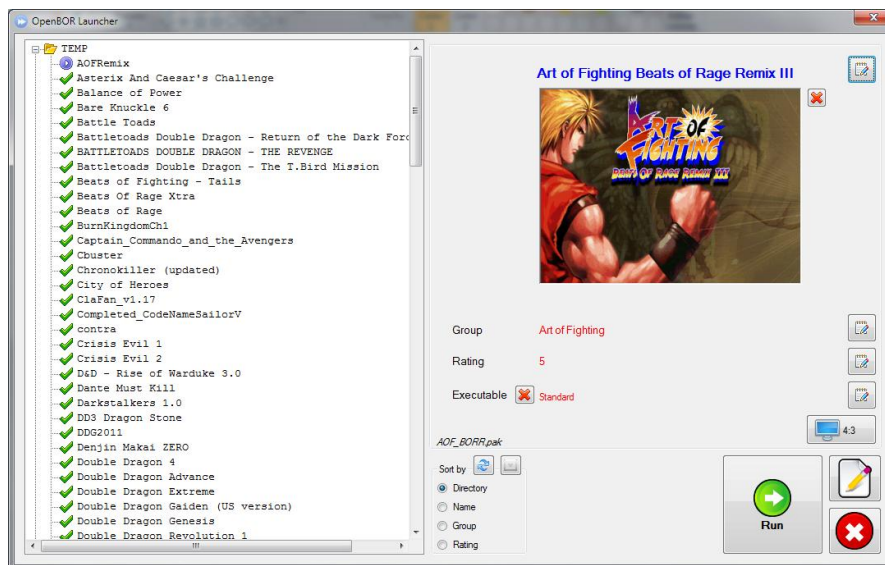 OpenBOR Launcher
TEMP
AOFRemix
Asterix And Caesar's Challenge
Balance of Power
Bare Knuckle 6
Battle Toads
Battletoads Double Dragon - Return of the Dark Forc
BATTLETOADS DOUBLE DRAGON - THE REVENGE
Battletoads Double Dragon - The T.Bird Mission
Beats of Fighting - Tails
Beats Of Rage Xtra
Beats of Rage
BurnKingdomCh1
Captain_Commando_and_the_Avengers
Cbuster
Chronokiller (updated)
City of Heroes
ClaFan_v1.17
Completed_CodeNameSailorV
contra
Crisis Evil 1
Crisis Evil 2
D&D - Rise of Warduke 3.0
Dante Must Kill
Darkstalkers 1.0
DD3 Dragon Stone
DDG2011
Denjin Makai ZERO
Double Dragon 4
Double Dragon Advance
Double Dragon Extreme
Double Dragon Gaiden (US version)
Double Dragon Genesis
Double Dragon Revolution 1
Art of Fighting Beats of Rage Remix III
ART OF
FIGHTING
BEATS OF RAGE REMIX III
Group Art of Fighting
Rating 5
Executable Standard
4:3
AOF_BORR.pak
Sort by
Directory
Name
Group
Rating
Run